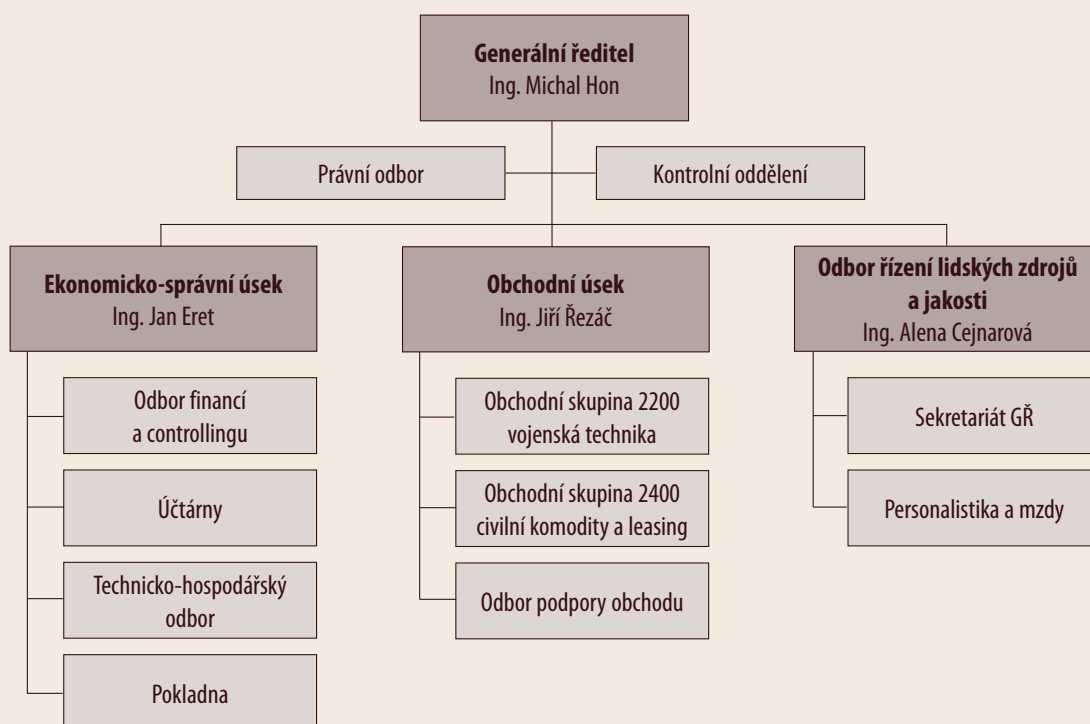 Generální ředitel
Ing. Michal Hon
Právní odbor
Kontrolní oddělení
Ekonomicko-správní úsek
Ing. Jan Eret
Obchodní úsek
Ing. Jiří Řezáč
Odbor řízení lidských zdrojů
a jakosti
Ing. Alena Cejnarová
Odbor financí
a controllingu
Účtárny
Technicko-hospodářský
odbor
Pokladna
Obchodní skupina 2200
vojenská technika
Obchodní skupina 2400
civilní komodity a leasing
Odbor podpory obchodu
Sekretariát GŘ
Personalistika a mzdy